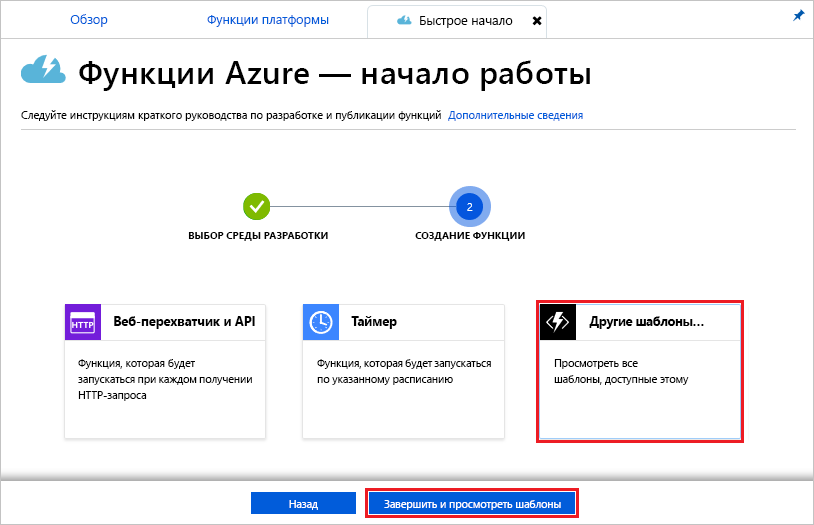 Обзор
Функции платформы
Быстрое начало
Функции Azure — начало работы
Следуйте инструкциям краткого руководства по разработке и публикации функций Дополнительные сведения
2
ВЫБОР СРЕДЫ РАЗРАБОТКИ
СОЗДАНИЕ ФУНКЦИИ
HTTP
Веб-перехватчик и API
Функция, которая будет
запускаться при каждом получении
HTTP-запроса
Таймер
Функция, которая будет запускаться
по указанному расписанию
Другие шаблоны...
Просмотреть все
шаблоны, доступные этому
Назад
Завершить и просмотреть шаблоны